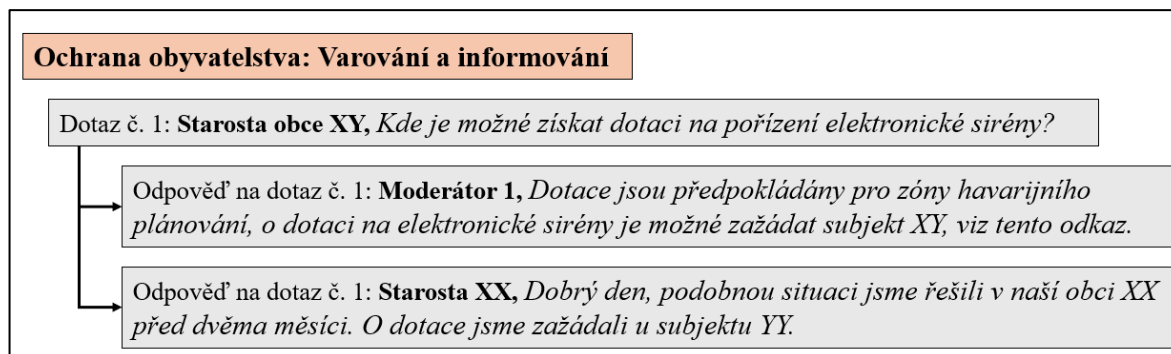 Ochrana obyvatelstva: Varování a informování
Dotaz č. 1: Starosta obce XY, Kde je možné získat dotaci na pořízení elektronické sirény?
Odpověď na dotaz č. 1: Moderátor 1, Dotace jsou předpokládány pro zóny havarijního
plánování, o dotaci na elektronické sirény je možné zažádat subjekt XY, viz tento odkaz.
Odpověď na dotaz č. 1: Starosta XX, Dobrý den, podobnou situaci jsme řešili v naší obci XX
před dvěma měsíci. O dotace jsme zažádali u subjektu YY.